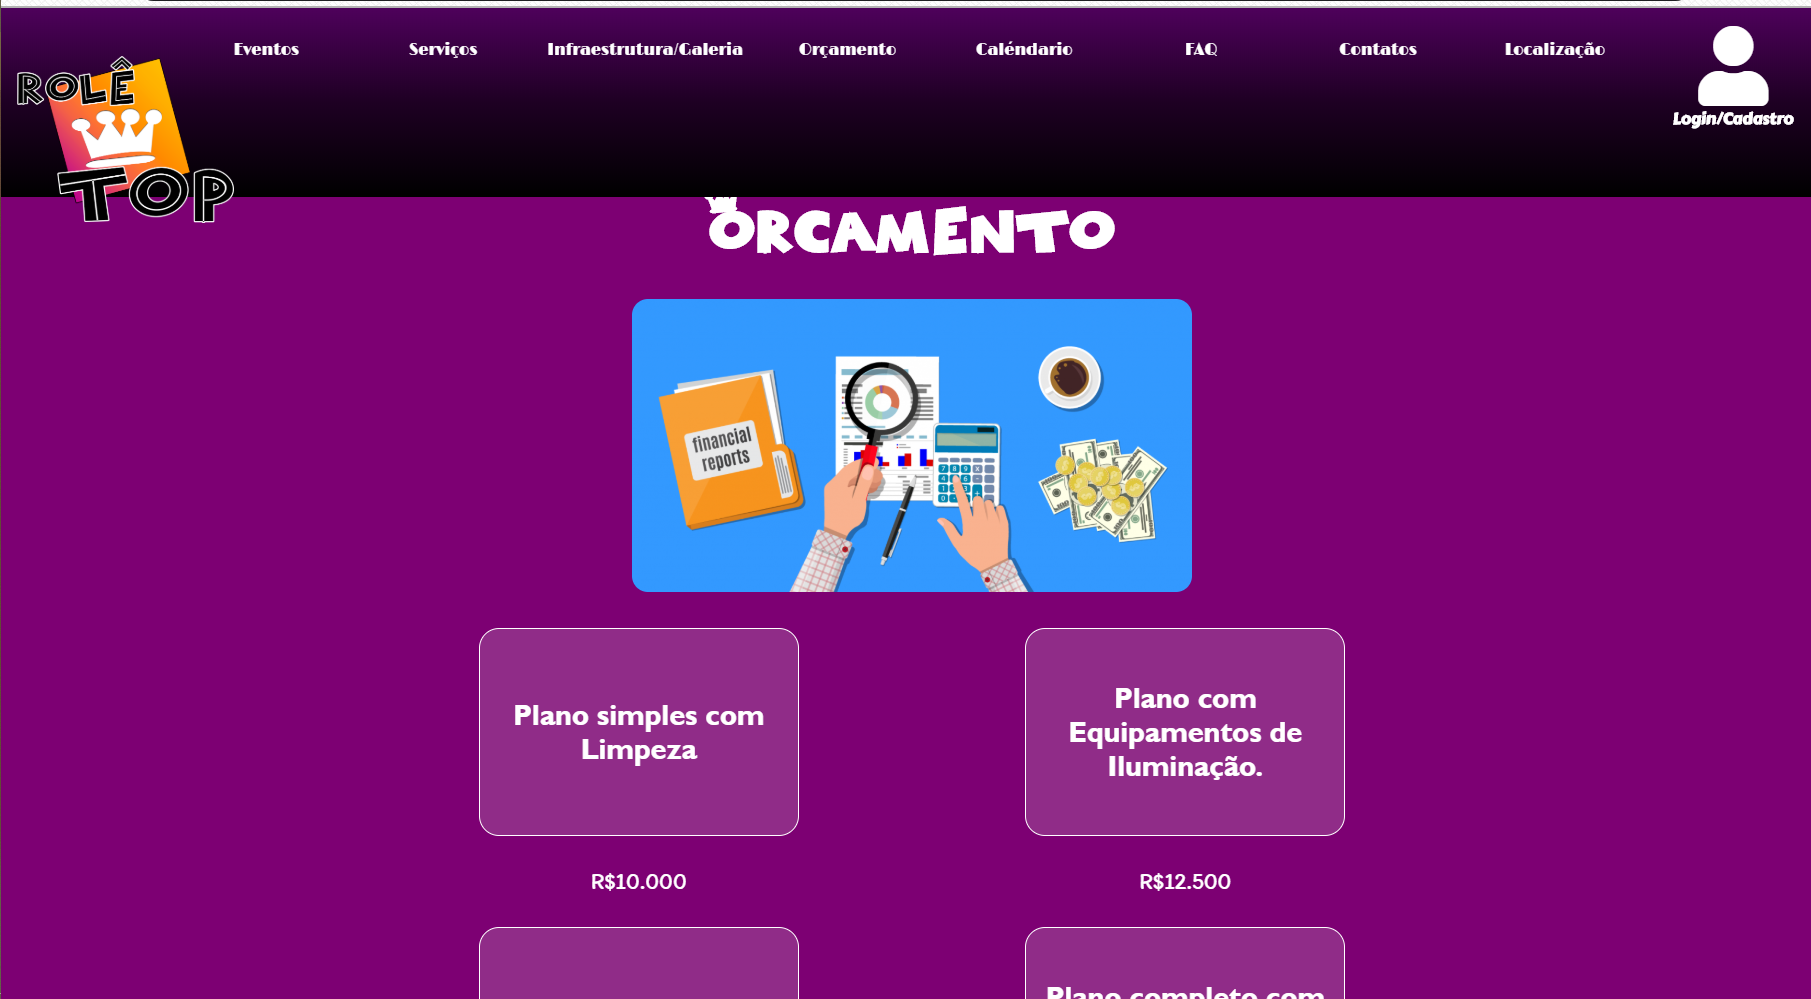 Eventos
Serviços
Infraestrutura/Galeria
Orçamento
Caléndario
FAQ
Contatos
Localização
Login/Cadastro
ROLÊ
TOP
ORCAMENTO
financial
reports
Plano simples com
Limpeza
Plano com
Equipamentos de
Iluminação.
R$10.000
R$12.500
Plano completo com